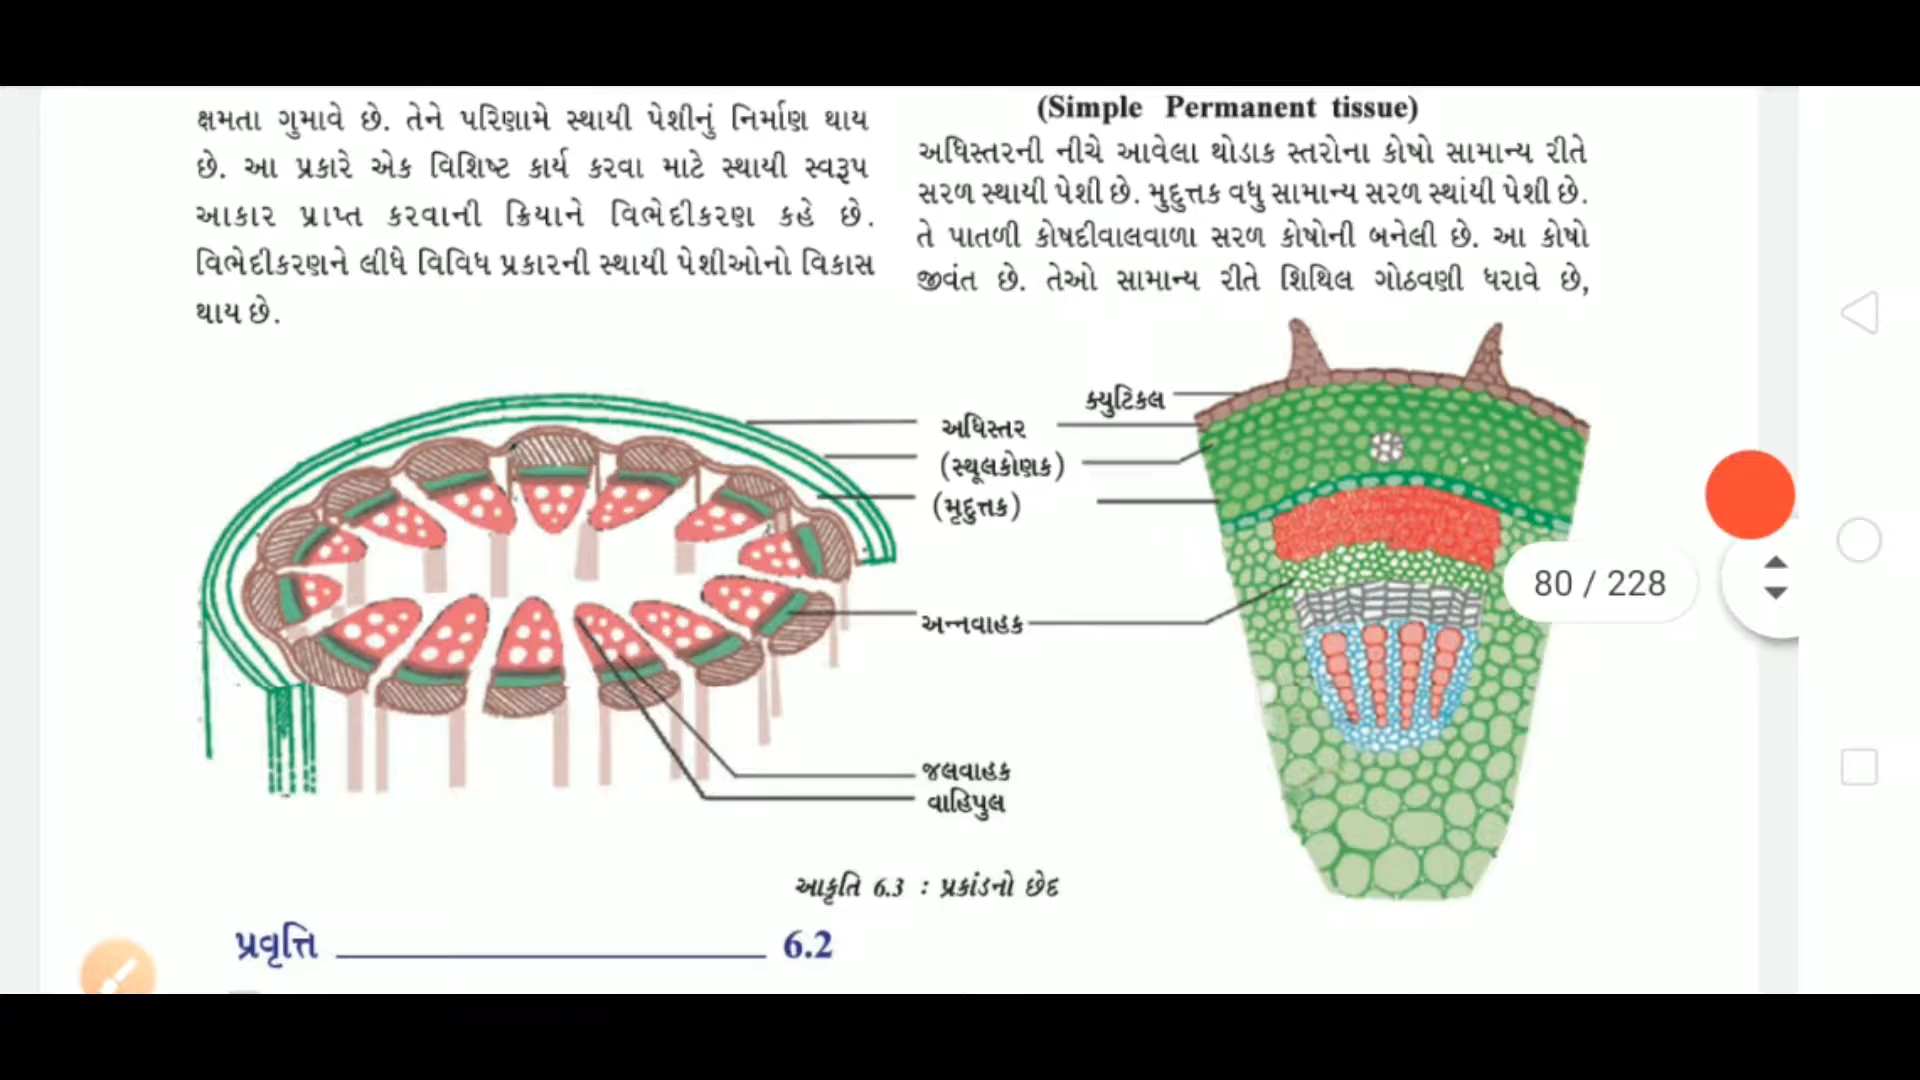 ક્ષમતા ગુમાવે છે. તેને પરિણામે સ્થાયી પેશીનું નિર્માણ થાય
છે. આ પ્રકારે એક વિશિષ્ટ કાર્ય કરવા માટે સ્થાયી સ્વરૂપ
આકાર પ્રાપ્ત કરવાની ક્રિયાને વિભેદીકરણ કહે છે.
વિભેદીકરણને લીધે વિવિધ પ્રકારની સ્થાયી પેશીઓનો વિકાસ
થાય છે.
(Simple Permanent tissue)
અધિસ્તરની નીચે આવેલા થોડાક સ્તરોના કોષો સામાન્ય રીતે
સરળ સ્થાયી પેશી છે. મુદુત્તક વધુ સામાન્ય સરળ સ્થાંયી પેશી છે.
તે પાતળી કોષદીવાલવાળા સરળ કોષોની બનેલી છે. આ કોષો
જીવંત છે. તેઓ સામાન્ય રીતે શિથિલ ગોઠવણી ધરાવે છે,
ક્યુટિકલ
અધિસ્તર
(સ્થૂલકોણક)
(મૃદુત્તક)
અન્નવાહક
જલવાહક
વાહિપુલ
આકૃતિ 6.3 : પ્રકાંડનો છેદ
પ્રવૃત્તિ 6.2
80 / 228